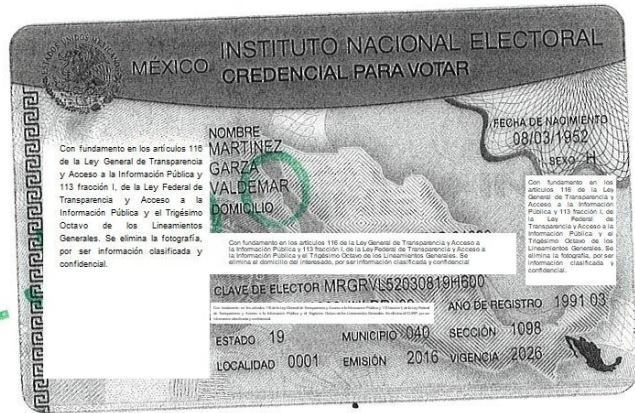 INSTITUTO NACIONAL ELECTORAL
MÉXICO
CREDENCIAL PARA VOTAR
FECHA DE NACIMIENTO
08/03/1952
SEXO H
NOMBRE
MARTINEZ
GARZA
VALDEMAR
DOMICILIO
Con fundamento en los artículos 116
de la Ley General de Transparencia
y Acceso a la Información Pública y
113 fracción I, de la Ley Federal de
Transparencia y Acceso a la
Información Pública y el Trigésimo
Octavo de los Lineamientos
Generales. Se elimina la fotografía,
por ser información clasificada y
confidencial.
Con fundamento en los artículos 116 de la Ley General de Transparencia y Acceso a
la Información Pública y 113 fracción I, de la Ley Federal de Transparencia y Acceso a
la Información Pública y el Trigésimo Octavo de los Lineamientos Generales. Se
elimina el domicilio del interesado, por ser información clasificada y confidencial
Con fundamento en los
artículos 116 de la Ley
General de Transparencia y
Acceso a la Información
Pública y 113 fracción I, de
la Ley Federal de
Transparencia y Acceso a la
Información Pública y el
Trigésimo Octavo de los
Lineamientos Generales. Se
elimina la fotografía, por ser
información clasificada y
confidencial.
CLAVE DE ELECTOR MRGRVL52030819H600
AÑO DE REGISTRO 1991 03
ESTADO 19 MUNICIPIO 040 SECCIÓN 1098
LOCALIDAD 0001 EMISIÓN 2016 VIGENCIA 2026